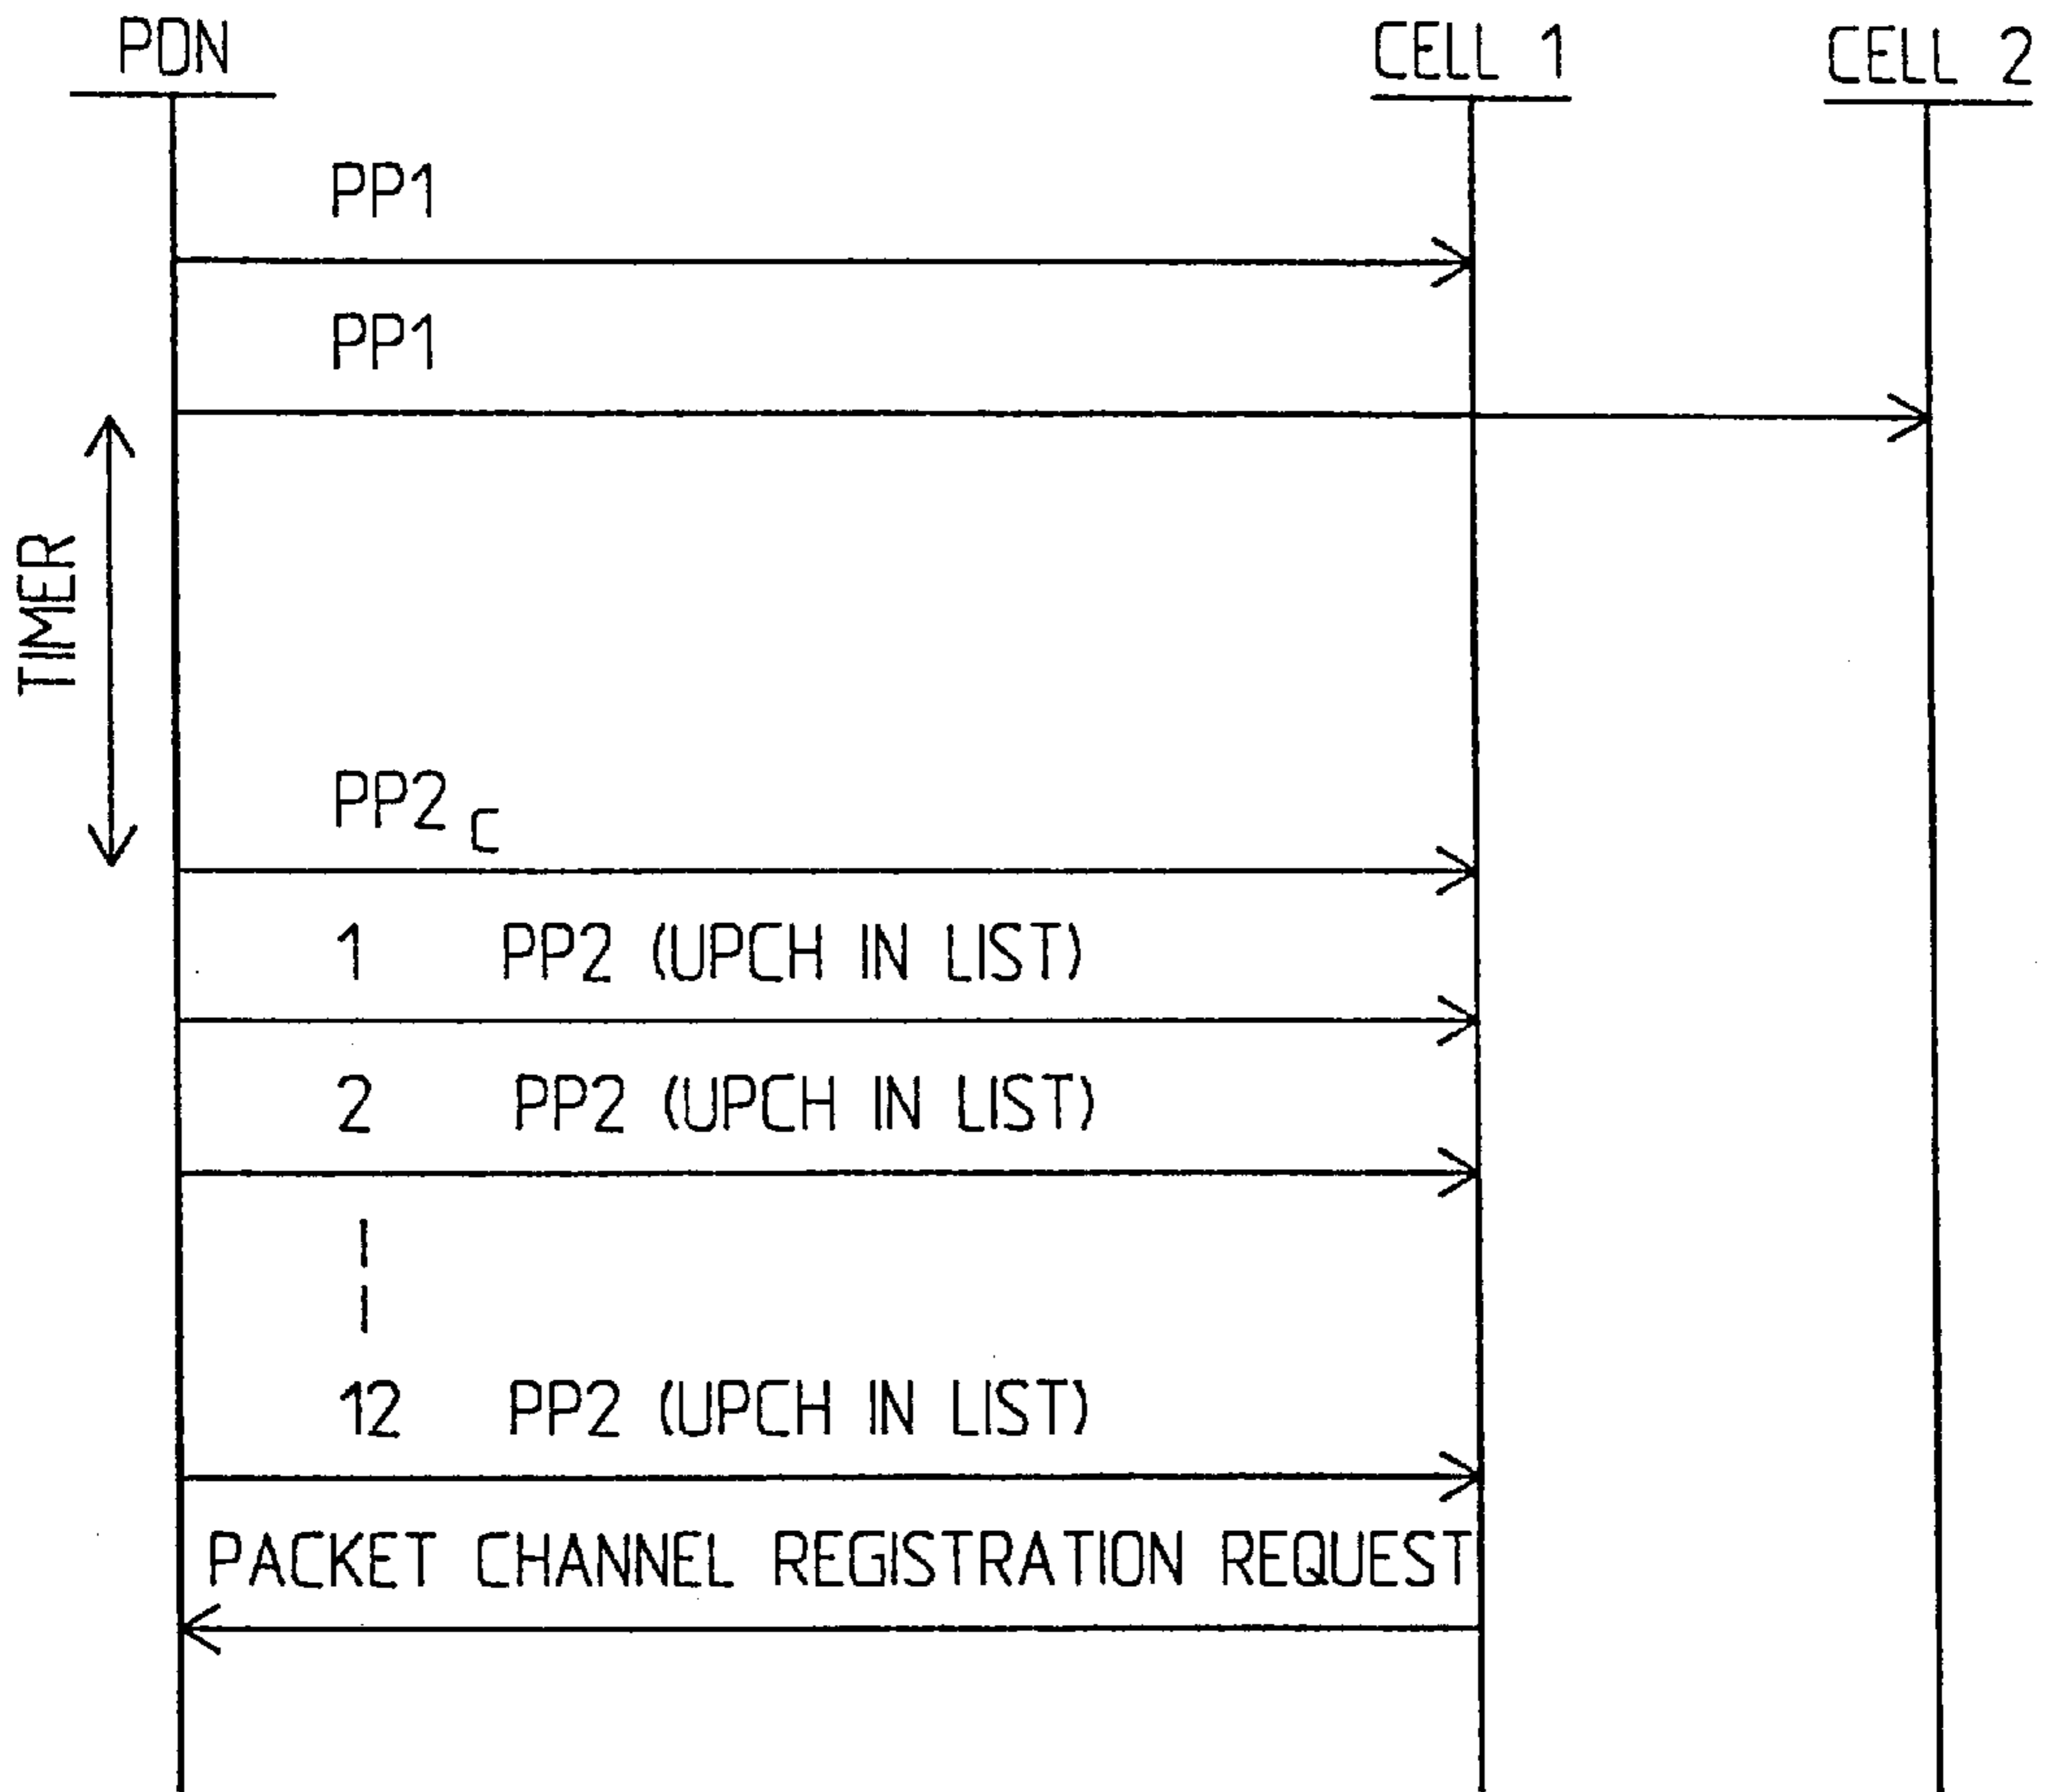 PDN
CELL 1
CELL 2
PP1
PP1
TIMER
PP2 C
1 PP2 (UPCH IN LIST)
2 PP2 (UPCH IN LIST)
12 PP2 (UPCH IN LIST)
PACKET CHANNEL REGISTRATION REQUEST